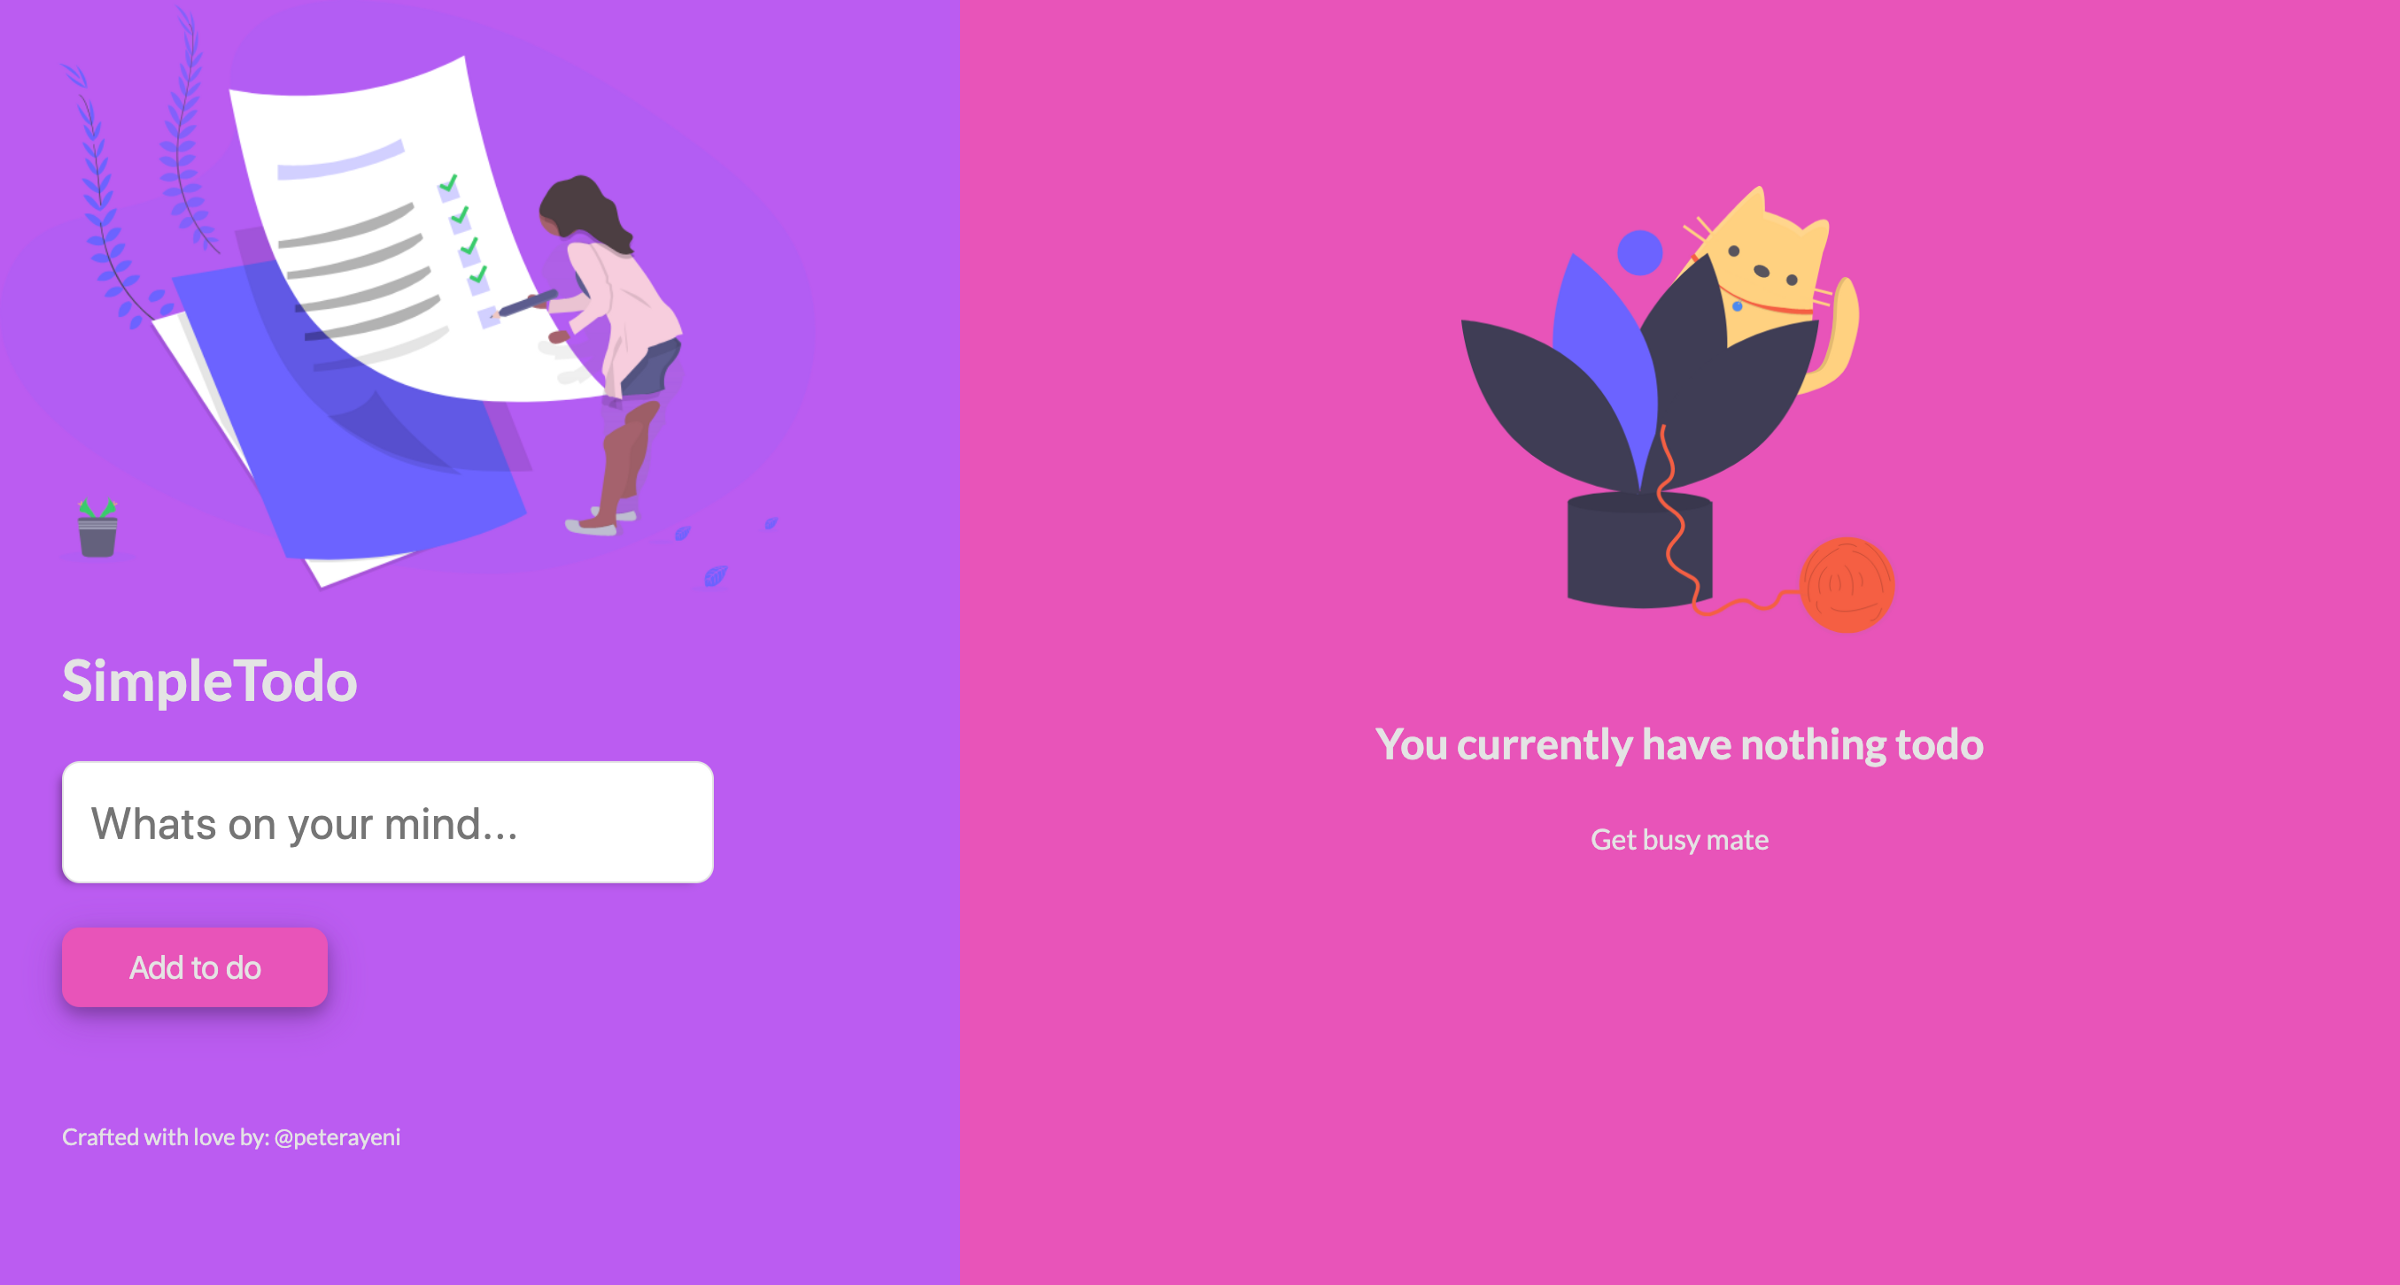 SimpleTodo
Whats on your mind...
Add to do
Crafted with love by: @peterayeni
You currently have nothing todo
Get busy mate